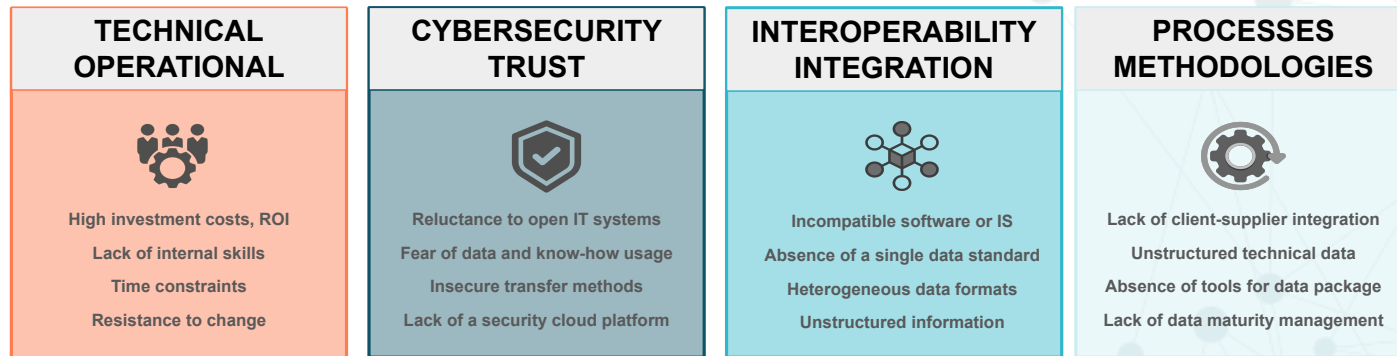 TECHNICAL
OPERATIONAL
High investment costs, ROI
Lack of internal skills
Time constraints
Resistance to change
CYBERSECURITY
TRUST
Reluctance to open IT systems
Fear of data and know-how usage
Insecure transfer methods
Lack of a security cloud platform
INTEROPERABILITY
INTEGRATION
Incompatible software or IS
Absence of a single data standard
Heterogeneous data formats
Unstructured information
PROCESSES
METHODOLOGIES
Lack of client-supplier integration
Unstructured technical data
Absence of tools for data package
Lack of data maturity management